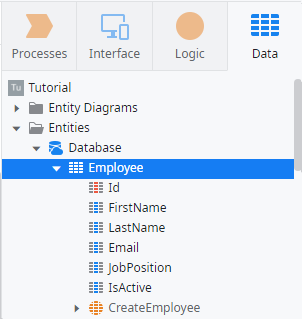 Processes Interface Logic Data
Tu Tutorial
Entity Diagrams
Entities
Database
Employee
Id
FirstName
LastName
Email
JobPosition
IsActive
CreateEmployee